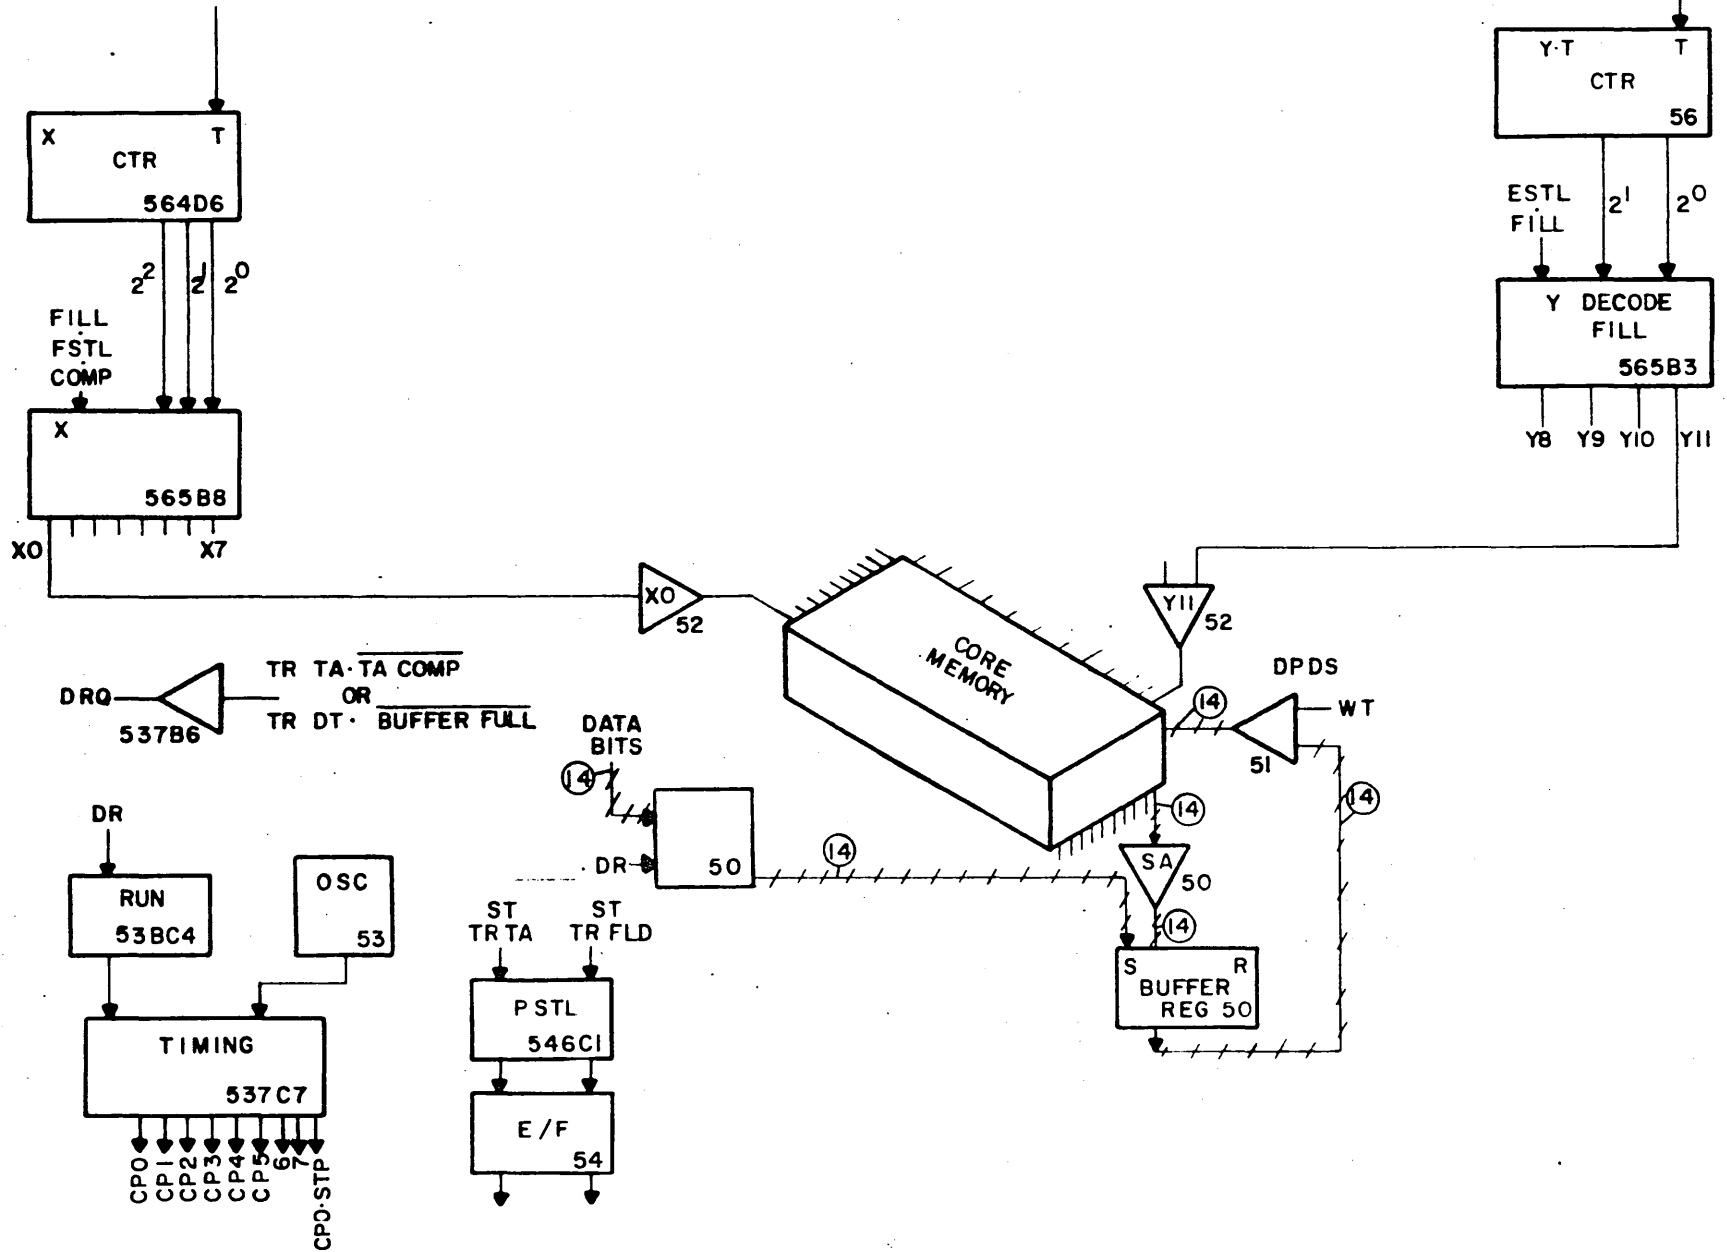 X T
CTR
564D6
2² 2¹ 2⁰
FILL
·
FSTL
·
COMP
X
565B8
X0 X7
X0
52
Y·T T
CTR
56
ESTL
·
FILL
2¹ 2⁰
Y DECODE
FILL
565B3
Y8 Y9 Y10 Y11
Y11
52
CORE
MEMORY
DPDS
WT
14
51
14
DRQ
537B6
TR TA· T̅A̅ ̅C̅O̅M̅P̅
OR
TR DT· B̅U̅F̅F̅E̅R̅ ̅F̅U̅L̅L̅
DATA
BITS
14
DR
50
14
14
SA
50
14
S R
BUFFER
REG 50
DR
RUN
53BC4
OSC
53
TIMING
537C7
CP0
CP1
CP2
CP3
CP4
CP5
6
7
CP0·STP
ST
TR TA
ST
TR FLD
PSTL
546C1
E/F
54